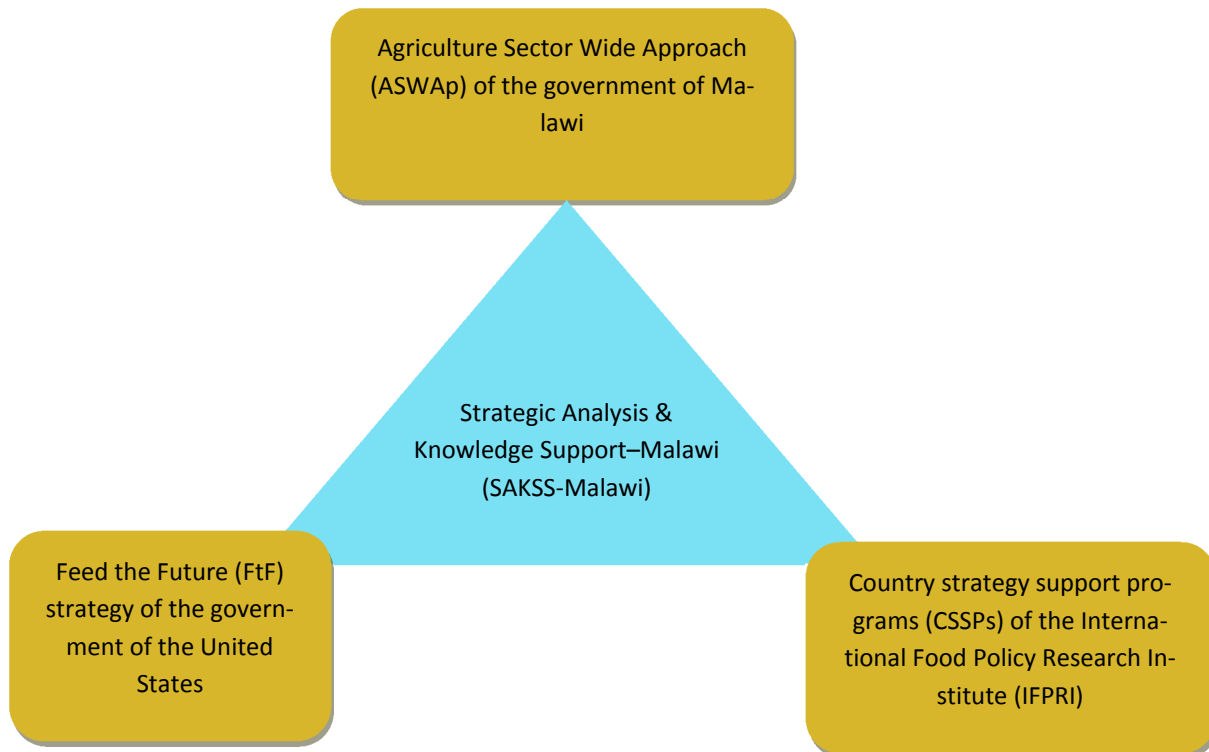 Agriculture Sector Wide Approach
(ASWAp) of the government of Ma-
lawi
Strategic Analysis &
Knowledge Support–Malawi
(SAKSS-Malawi)
Feed the Future (FtF)
strategy of the govern-
ment of the United
States
Country strategy support pro-
grams (CSSPs) of the Interna-
tional Food Policy Research In-
stitute (IFPRI)